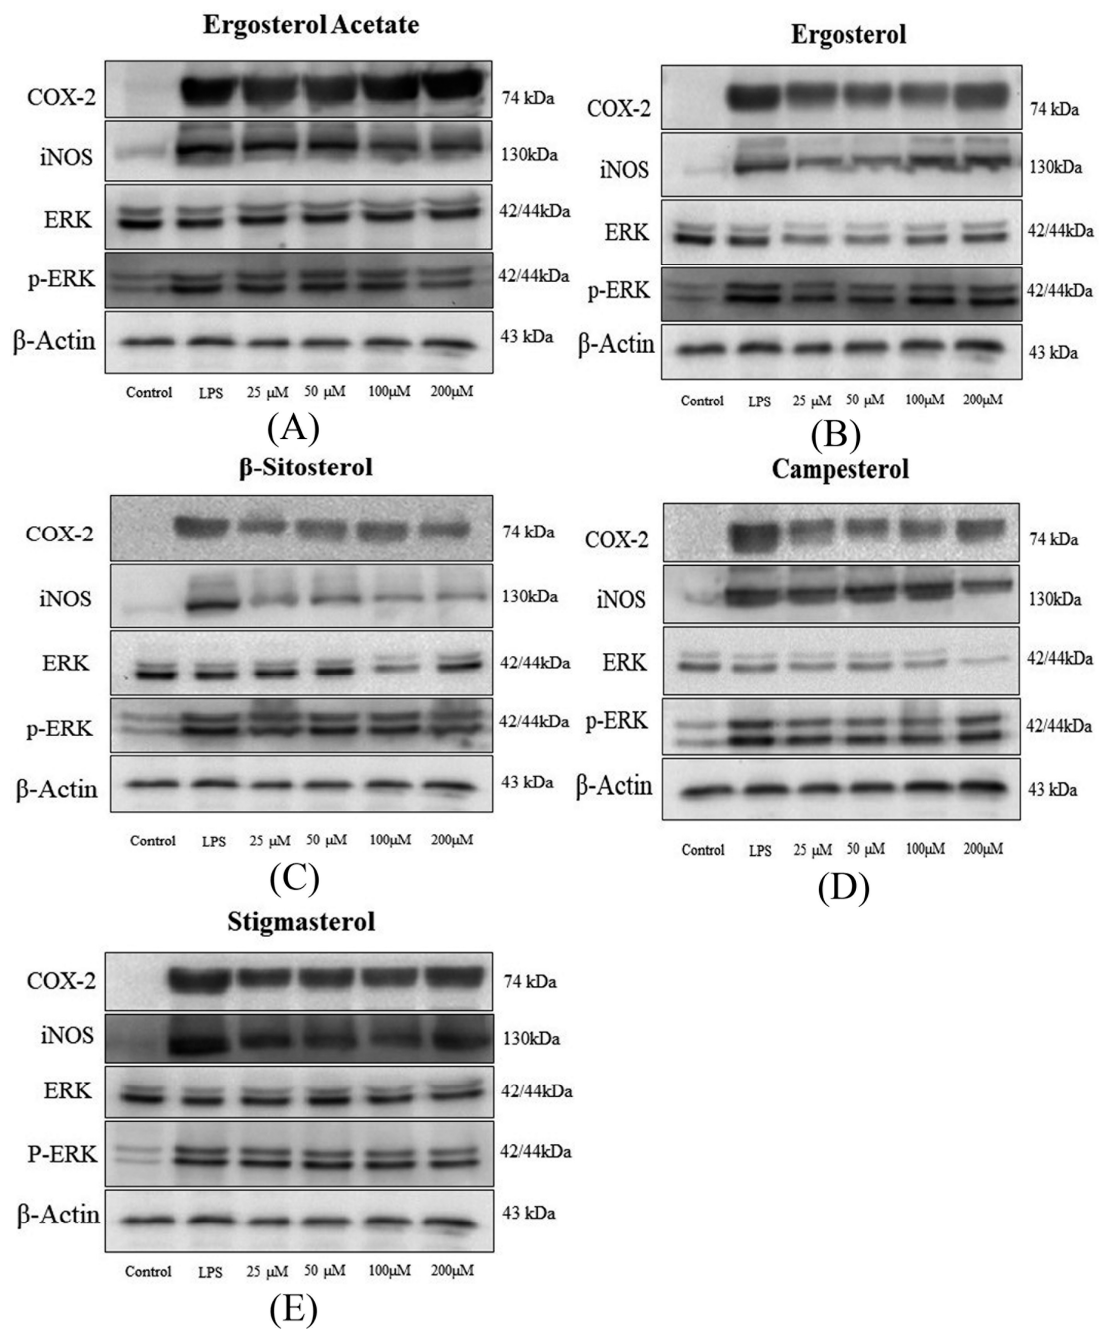 Ergosterol Acetate
COX-2
74 kDa
iNOS
130kDa
ERK
42/44kDa
p-ERK
42/44kDa
β-Actin
43 kDa
Control LPS 25 μM 50 μM 100μM 200μM
(A)
Ergosterol
COX-2
74 kDa
iNOS
130kDa
ERK
42/44kDa
p-ERK
42/44kDa
β-Actin
43 kDa
Control LPS 25 μM 50 μM 100μM 200μM
(B)
β-Sitosterol
COX-2
74 kDa
iNOS
130kDa
ERK
42/44kDa
p-ERK
42/44kDa
β-Actin
43 kDa
Control LPS 25 μM 50 μM 100μM 200μM
(C)
Campesterol
COX-2
74 kDa
iNOS
130kDa
ERK
42/44kDa
p-ERK
42/44kDa
β-Actin
43 kDa
Control LPS 25 μM 50 μM 100μM 200μM
(D)
Stigmasterol
COX-2
74 kDa
iNOS
130kDa
ERK
42/44kDa
P-ERK
42/44kDa
β-Actin
43 kDa
Control LPS 25 μM 50 μM 100μM 200μM
(E)